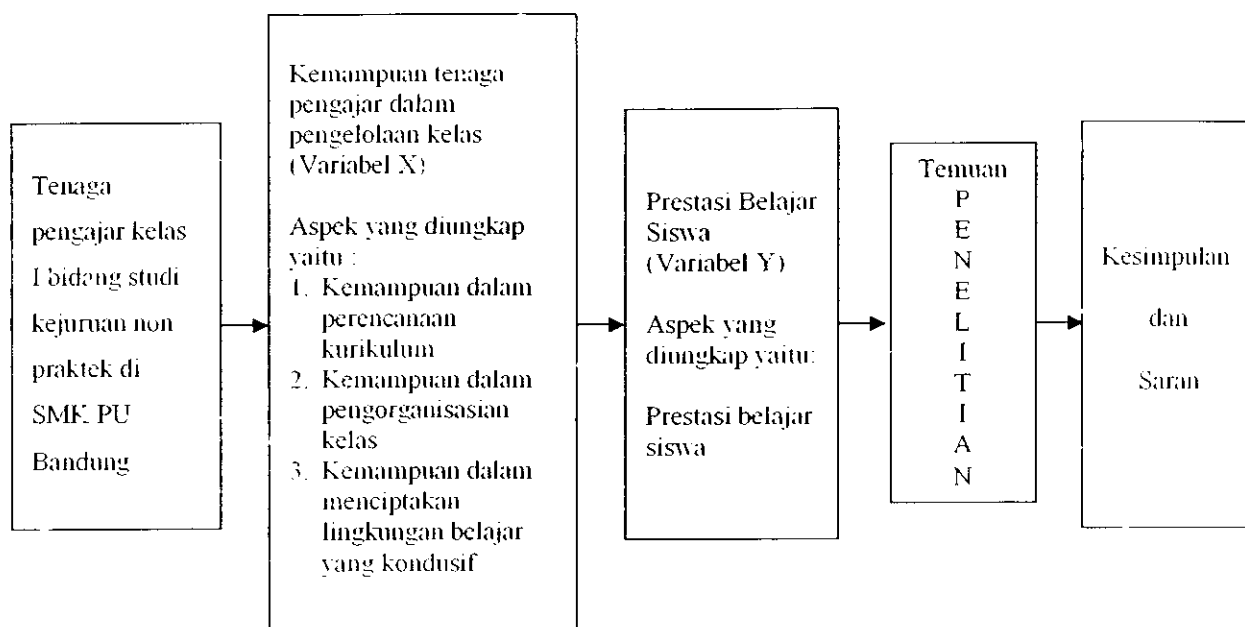 Tenaga
pengajar kelas
I bidang studi
kejuruan non
praktek di
SMK PU
Bandung
Kemampuan tenaga
pengajar dalam
pengelolaan kelas
(Variabel X)
Aspek yang diungkap
yaitu :
1. Kemampuan dalam
perencanaan
kurikulum
2. Kemampuan dalam
pengorganisasian
kelas
3. Kemampuan dalam
menciptakan
lingkungan belajar
yang kondusif
Prestasi Belajar
Siswa
(Variabel Y)
Aspek yang
diungkap yaitu:
Prestasi belajar
siswa
Temuan
P
E
N
E
L
I
T
I
A
N
Kesimpulan
dan
Saran